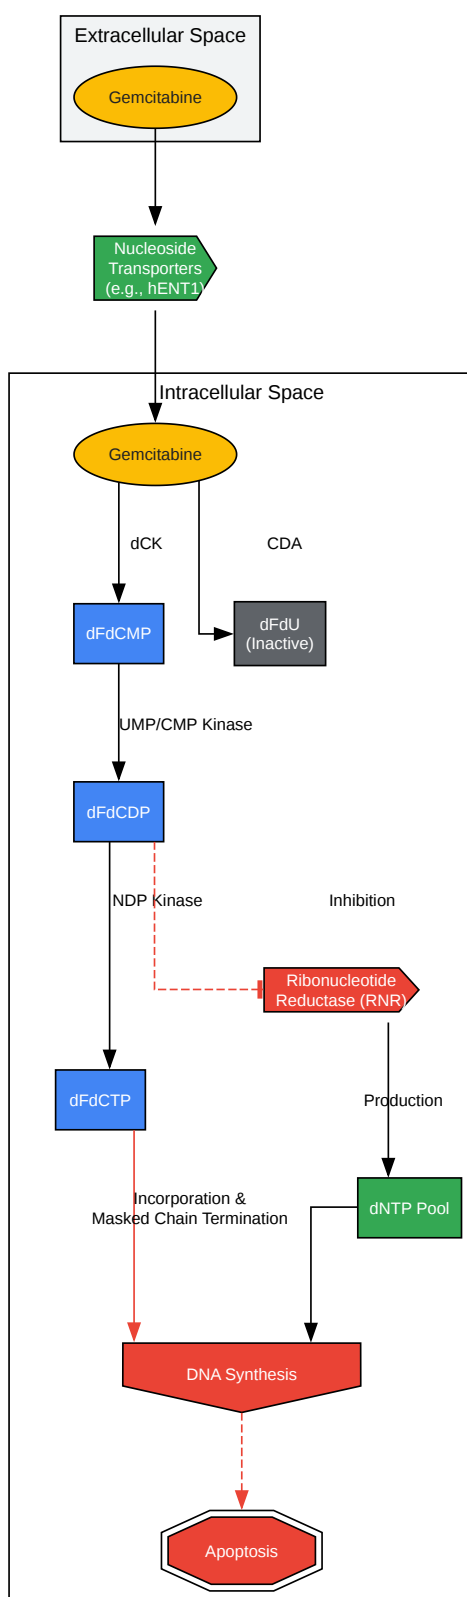 Extracellular Space
Gemcitabine
Nucleoside
Transporters
(e.g., hENT1)
Intracellular Space
Gemcitabine
dCK
CDA
dFdCMP
dFdU
(Inactive)
UMP/CMP Kinase
dFdCDP
NDP Kinase
Inhibition
Ribonucleotide
Reductase (RNR)
dFdCTP
Production
Incorporation &
Masked Chain Termination
dNTP Pool
DNA Synthesis
Apoptosis